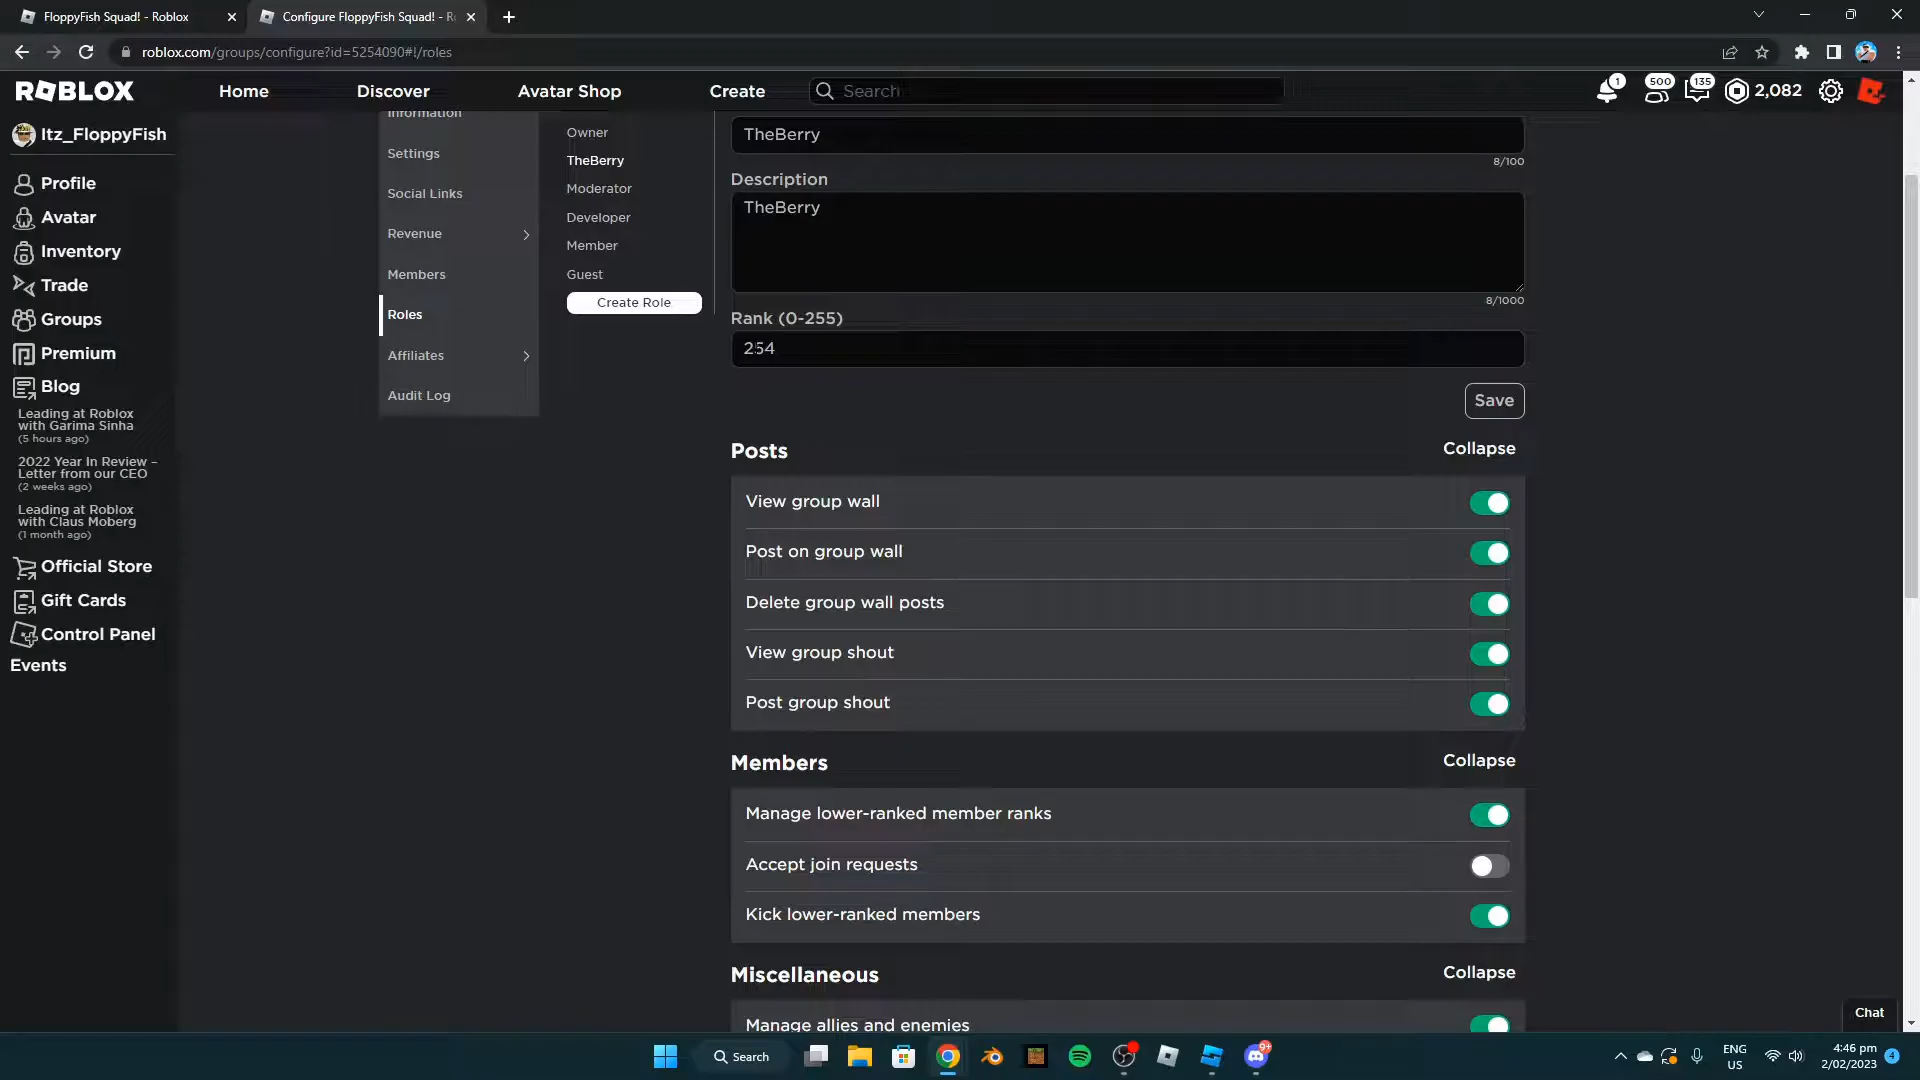 FloppyFish Squad! - Roblox
Configure FloppyFish Squad! - R
roblox.com/groups/configure?id=5254090#!/roles
ROBLOX
Home
Discover
Avatar Shop
Create
Search
1
500
135
2,082
Itz_FloppyFish
Profile
Avatar
Inventory
Trade
Groups
Premium
Blog
Leading at Roblox
with Garima Sinha
(5 hours ago)
2022 Year In Review –
Letter from our CEO
(2 weeks ago)
Leading at Roblox
with Claus Moberg
(1 month ago)
Official Store
Gift Cards
Control Panel
Events
Information
Settings
Social Links
Revenue
Members
Roles
Affiliates
Audit Log
Owner
TheBerry
Moderator
Developer
Member
Guest
Create Role
TheBerry
8/100
Description
TheBerry
8/1000
Rank (0-255)
254
Save
Posts
Collapse
View group wall
Post on group wall
Delete group wall posts
View group shout
Post group shout
Members
Collapse
Manage lower-ranked member ranks
Accept join requests
Kick lower-ranked members
Miscellaneous
Collapse
Manage allies and enemies
Chat
Search
9+
ENG
US
4:46 pm
2/02/2023
4